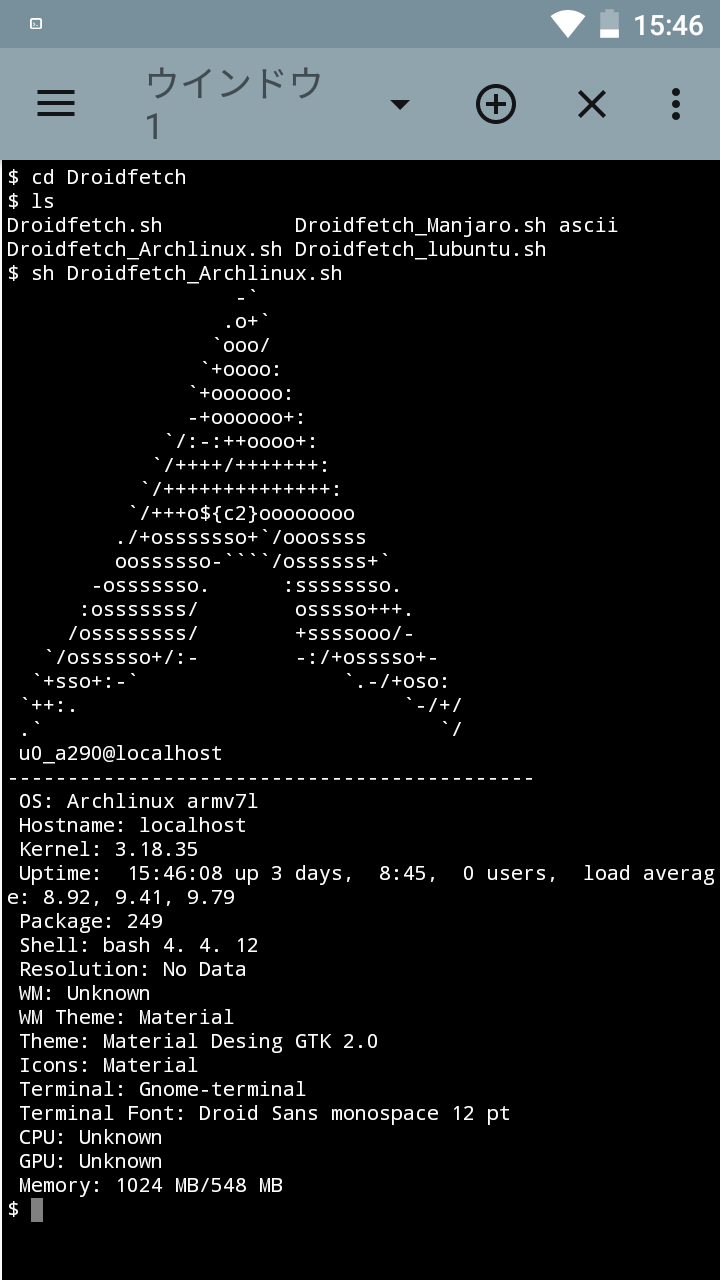 15:46
ウインドウ
1
$ cd Droidfetch
$ ls
Droidfetch.sh           Droidfetch_Manjaro.sh ascii
Droidfetch_Archlinux.sh Droidfetch_lubuntu.sh
$ sh Droidfetch_Archlinux.sh
                   -`
                  .o+`
                 `ooo/
                `+oooo:
               `+oooooo:
               -+oooooo+:
             `/:-:++oooo+:
            `/++++/+++++++:
           `/++++++++++++++:
          `/+++o${c2}oooooooo
         ./+osssssso+`/ooossss
         oossssso-````/ossssss+`
       -osssssso.      :ssssssso.
      :osssssss/        osssso+++.
     /ossssssss/        +ssssooo/-
   `/ossssso+/:-        -:/+osssso+-
  `+sso+:-`                 `.-/+oso:
 `++:.                           `-/+/
 .`                                 `/
 u0_a290@localhost
--------------------------------------------
 OS: Archlinux armv7l
 Hostname: localhost
 Kernel: 3.18.35
 Uptime:  15:46:08 up 3 days,  8:45,  0 users,  load averag
e: 8.92, 9.41, 9.79
 Package: 249
 Shell: bash 4. 4. 12
 Resolution: No Data
 WM: Unknown
 WM Theme: Material
 Theme: Material Desing GTK 2.0
 Icons: Material
 Terminal: Gnome-terminal
 Terminal Font: Droid Sans monospace 12 pt
 CPU: Unknown
 GPU: Unknown
 Memory: 1024 MB/548 MB
$